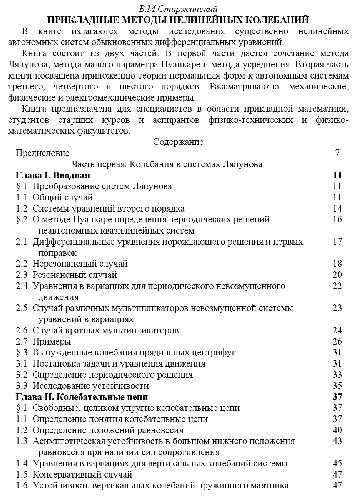 В.М.Старжинский
ПРИКЛАДНЫЕ МЕТОДЫ НЕЛИНЕЙНЫХ КОЛЕБАНИЙ
В книге излагаются методы исследования существенно нелинейных
автономных систем обыкновенных дифференциальных уравнений.
Книга состоит из двух частей. В первой части дается сочетание метода
Ляпунова, метода малого параметра Пуанкаре и метода усреднения. Вторая часть
книги посвящена приложению теории нормальных форм к автономным системам
третьего, четвертого и шестого порядков. Рассматриваются механические,
физические и электромеханические примеры.
Книга предназначена для специалистов в области прикладной математики,
студентов старших курсов и аспирантов физико-технических и физико-
математических факультетов.
Содержание
Предисловие 7
Часть первая. Колебания в системах Ляпунова
Глава I. Вводная 11
§ 1. Преобразование систем Ляпунова 11
1.1. Общий случай 11
1.2. Системы уравнений второго порядка 14
§ 2. О методе Пуанкаре определения периодических решений 16
неавтономных квазилинейных систем
2.1. Дифференциальные уравнения порождающего решения и первых 17
поправок
2.2. Нерезонансный случай 18
2.3. Резонансный случай 20
2.4. Уравнения в вариациях для периодического невозмущенного 22
движения
2.5. Случай различных мультипликаторов невозмущенной системы 23
уравнений в вариациях
2.6. Случай кратных мультипликаторов 24
2.7. Примеры 26
§ 3. Вынужденные колебания прядильных центрифуг 31
3.1. Постановка задачи и уравнения движения 31
3.2. Определение периодического решения 33
3.3. Исследование устойчивости 35
Глава II. Колебательные цепи 37
§ 1. Свободные, целиком упругие колебательные цепи 37
1.1. Определение понятия колебательные цепи 37
1.2. Определение положений равновесия 40
1.3. Асимптотическая устойчивость в большом нижнего положения 43
равновесия при наличии сил сопротивления
1.4. Уравнения в вариациях для вертикальных колебаний системы 45
1.5. Консервативный случай 47
1.6. Устойчивость вертикальных колебаний пружинного маятника 47